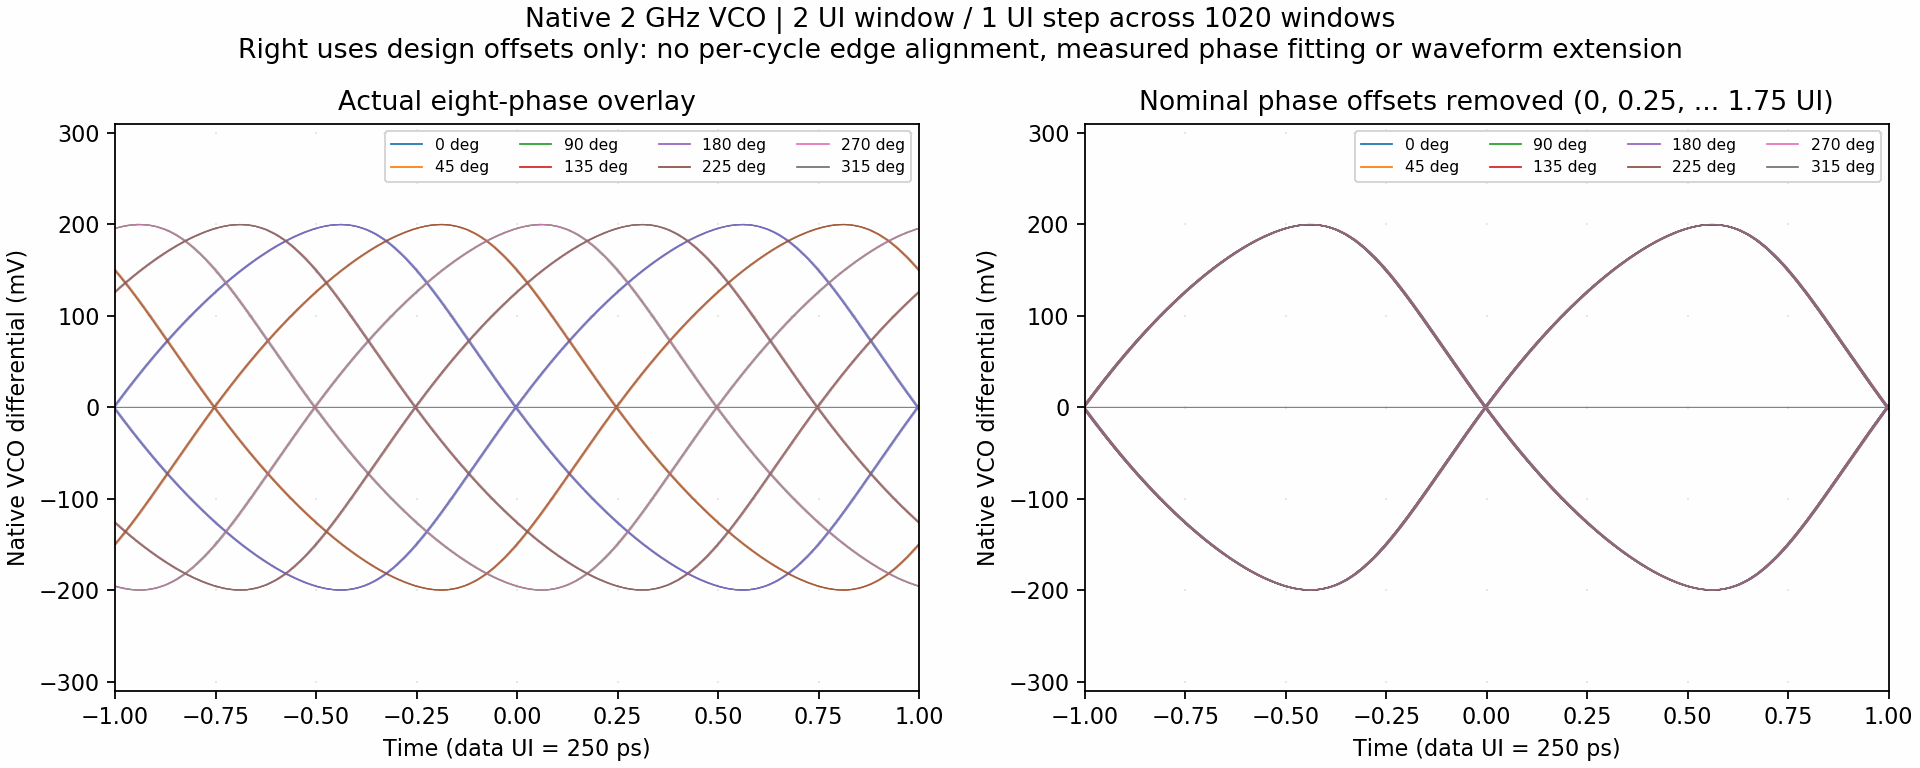 Native 2 GHz VCO | 2 UI window / 1 UI step across 1020 windows
Right uses design offsets only: no per-cycle edge alignment, measured phase fitting or waveform extension
Actual eight-phase overlay
300
200
100
0
−100
−200
−300
Native VCO differential (mV)
0 deg 90 deg 180 deg 270 deg
45 deg 135 deg 225 deg 315 deg
−1.00 −0.75 −0.50 −0.25 0.00 0.25 0.50 0.75 1.00
Time (data UI = 250 ps)
Nominal phase offsets removed (0, 0.25, ... 1.75 UI)
300
200
100
0
−100
−200
−300
Native VCO differential (mV)
0 deg 90 deg 180 deg 270 deg
45 deg 135 deg 225 deg 315 deg
−1.00 −0.75 −0.50 −0.25 0.00 0.25 0.50 0.75 1.00
Time (data UI = 250 ps)